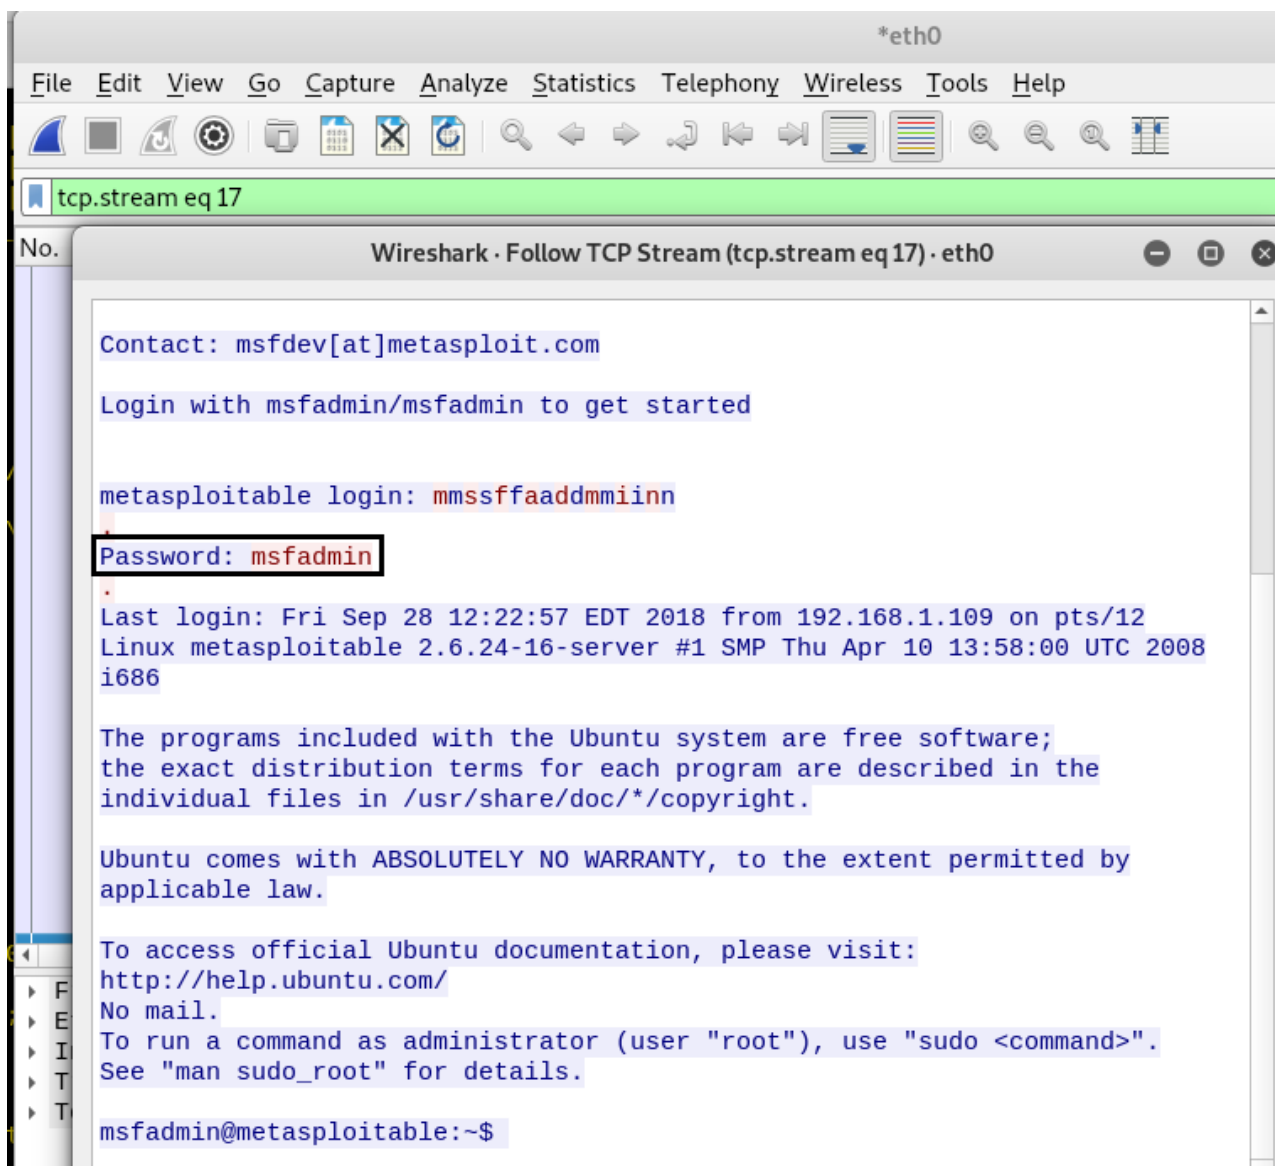 *eth0
File Edit View Go Capture Analyze Statistics Telephony Wireless Tools Help
tcp.stream eq 17
No.
Wireshark · Follow TCP Stream (tcp.stream eq 17) · eth0
Contact: msfdev[at]metasploit.com
Login with msfadmin/msfadmin to get started
metasploitable login: mmssffaaddmmiinn
.
Password: msfadmin
.
Last login: Fri Sep 28 12:22:57 EDT 2018 from 192.168.1.109 on pts/12
Linux metasploitable 2.6.24-16-server #1 SMP Thu Apr 10 13:58:00 UTC 2008
i686
The programs included with the Ubuntu system are free software;
the exact distribution terms for each program are described in the
individual files in /usr/share/doc/*/copyright.
Ubuntu comes with ABSOLUTELY NO WARRANTY, to the extent permitted by
applicable law.
To access official Ubuntu documentation, please visit:
http://help.ubuntu.com/
No mail.
To run a command as administrator (user "root"), use "sudo <command>".
See "man sudo_root" for details.
msfadmin@metasploitable:~$